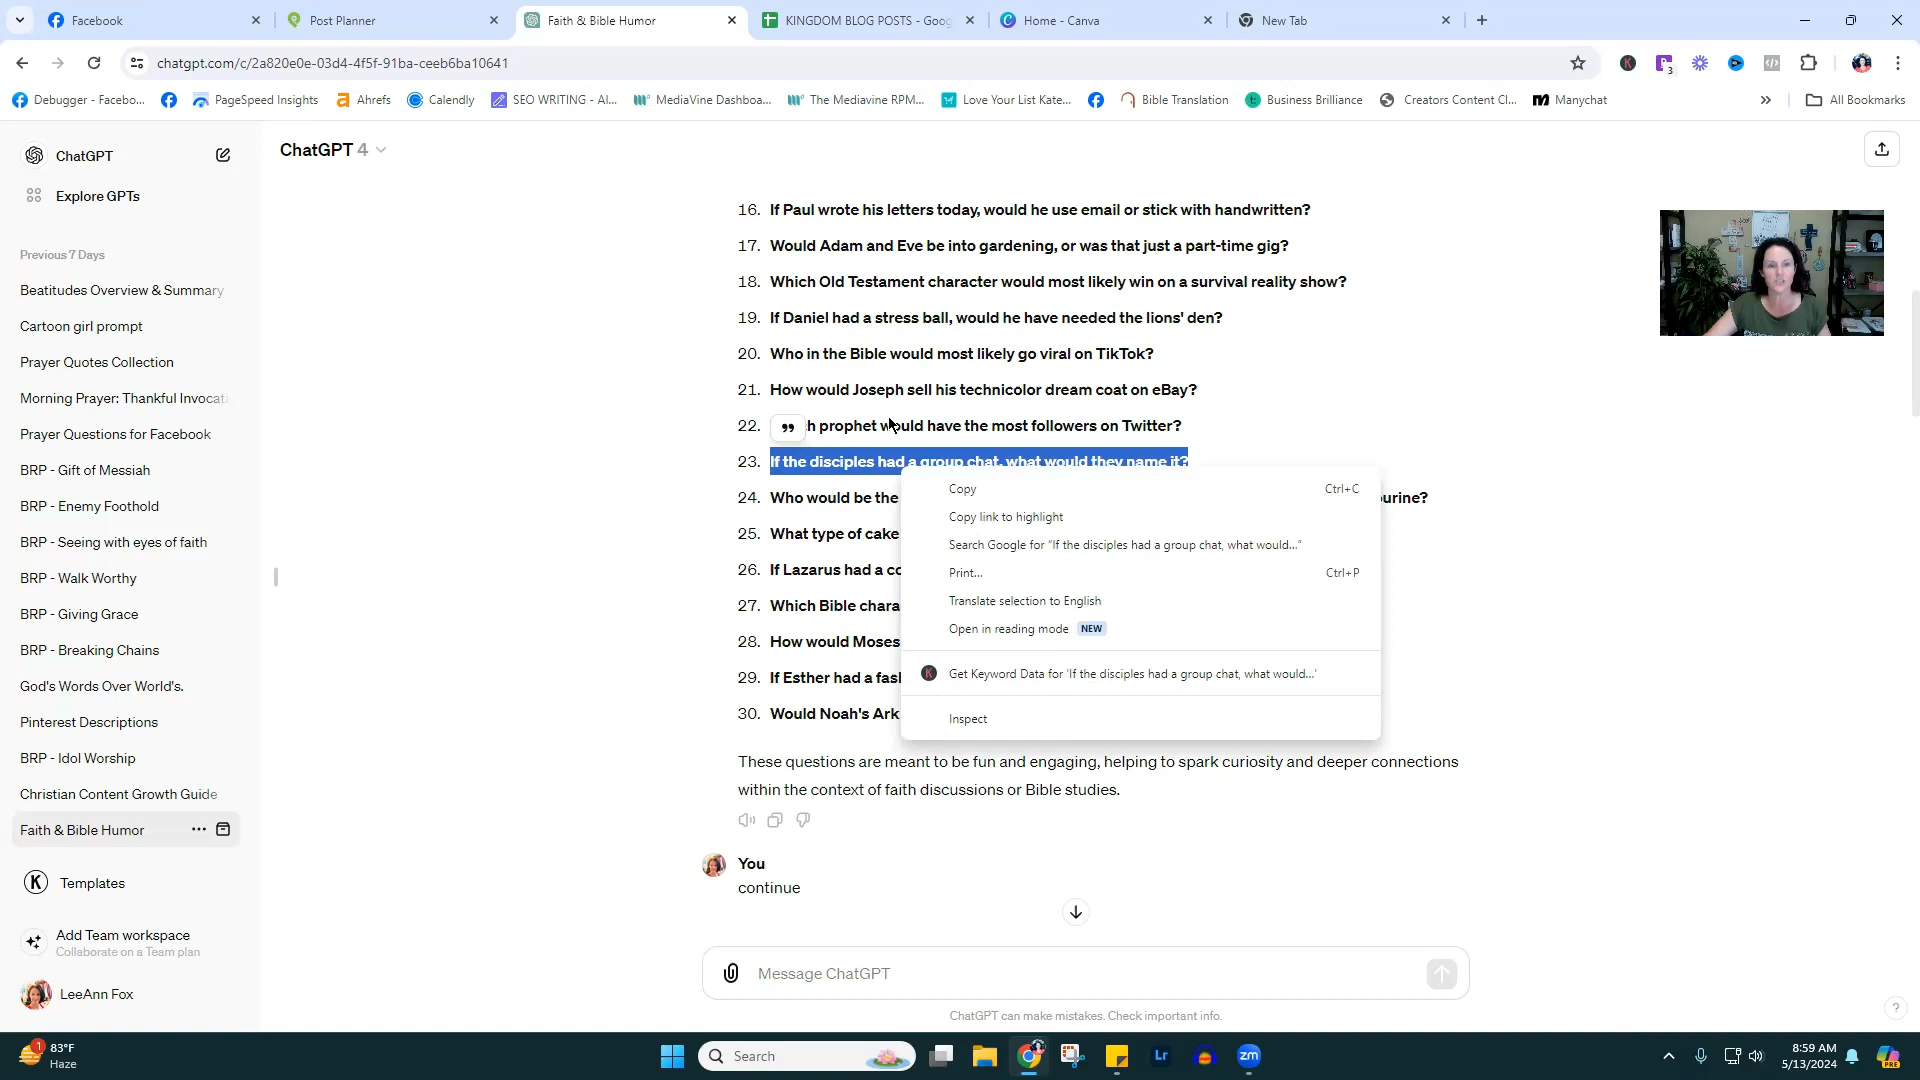 Facebook
Post Planner
Faith & Bible Humor
KINGDOM BLOG POSTS - Goog
Home - Canva
New Tab
chatgpt.com/c/2a820e0e-03d4-4f5f-91ba-ceeb6ba10641
3
Debugger - Facebo...
PageSpeed Insights
Ahrefs
Calendly
SEO WRITING - AI...
MediaVine Dashboa...
The Mediavine RPM...
Love Your List Kate...
Bible Translation
Business Brilliance
Creators Content Cl...
Manychat
All Bookmarks
ChatGPT
Explore GPTs
Previous 7 Days
Beatitudes Overview & Summary
Cartoon girl prompt
Prayer Quotes Collection
Morning Prayer: Thankful Invocati
Prayer Questions for Facebook
BRP - Gift of Messiah
BRP - Enemy Foothold
BRP - Seeing with eyes of faith
BRP - Walk Worthy
BRP - Giving Grace
BRP - Breaking Chains
God's Words Over World's.
Pinterest Descriptions
BRP - Idol Worship
Christian Content Growth Guide
Faith & Bible Humor
K Templates
Add Team workspace
Collaborate on a Team plan
LeeAnn Fox
ChatGPT 4
16. If Paul wrote his letters today, would he use email or stick with handwritten?
17. Would Adam and Eve be into gardening, or was that just a part-time gig?
18. Which Old Testament character would most likely win on a survival reality show?
19. If Daniel had a stress ball, would he have needed the lions' den?
20. Who in the Bible would most likely go viral on TikTok?
21. How would Joseph sell his technicolor dream coat on eBay?
22. h prophet would have the most followers on Twitter?
23. If the disciples had a group chat, what would they name it?
24. Who would be the urine?
25. What type of cake
26. If Lazarus had a co
27. Which Bible chara
28. How would Moses
29. If Esther had a fash
30. Would Noah's Ark
Copy Ctrl+C
Copy link to highlight
Search Google for "If the disciples had a group chat, what would..."
Print... Ctrl+P
Translate selection to English
Open in reading mode NEW
Get Keyword Data for 'If the disciples had a group chat, what would...'
Inspect
These questions are meant to be fun and engaging, helping to spark curiosity and deeper connections
within the context of faith discussions or Bible studies.
You
continue
Message ChatGPT
ChatGPT can make mistakes. Check important info.
?
1
83°F
Haze
Search
Lr
zm
8:59 AM
5/13/2024
PRE